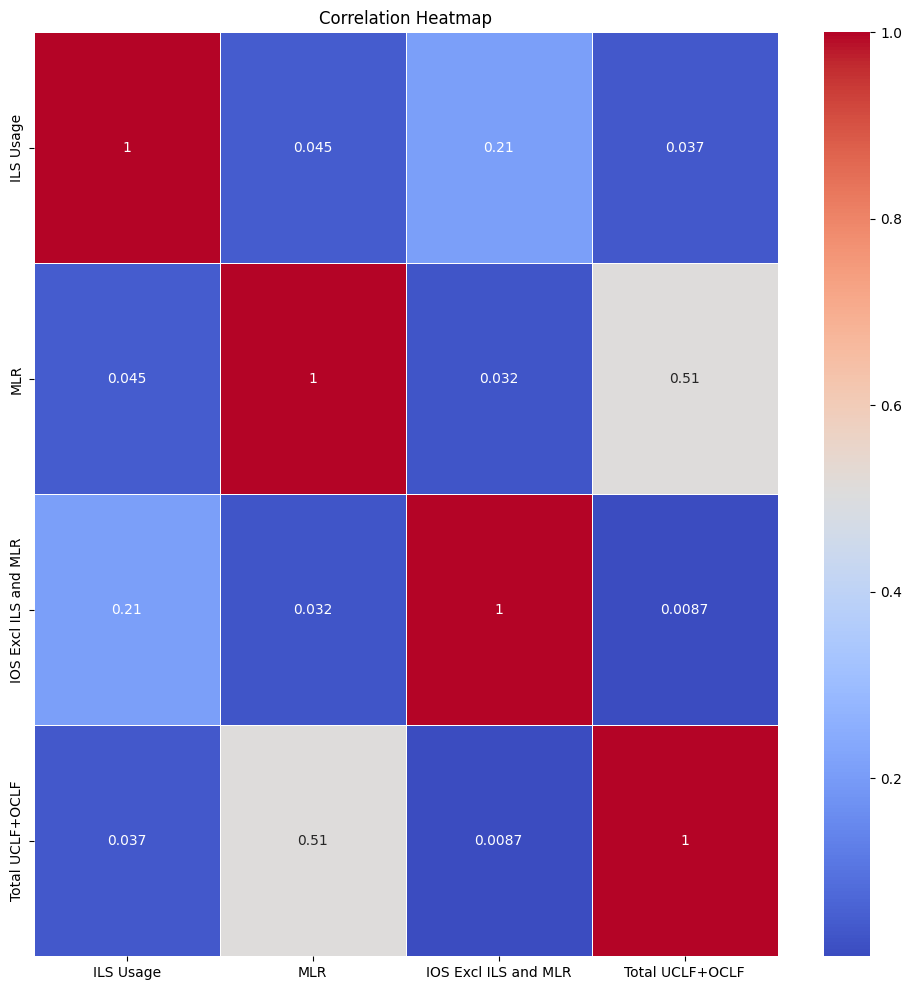 Correlation Heatmap
ILS Usage
1
0.045
0.21
0.037
MLR
0.045
1
0.032
0.51
IOS Excl ILS and MLR
0.21
0.032
1
0.0087
Total UCLF+OCLF
0.037
0.51
0.0087
1
ILS Usage
MLR
IOS Excl ILS and MLR
Total UCLF+OCLF
1.0
0.8
0.6
0.4
0.2